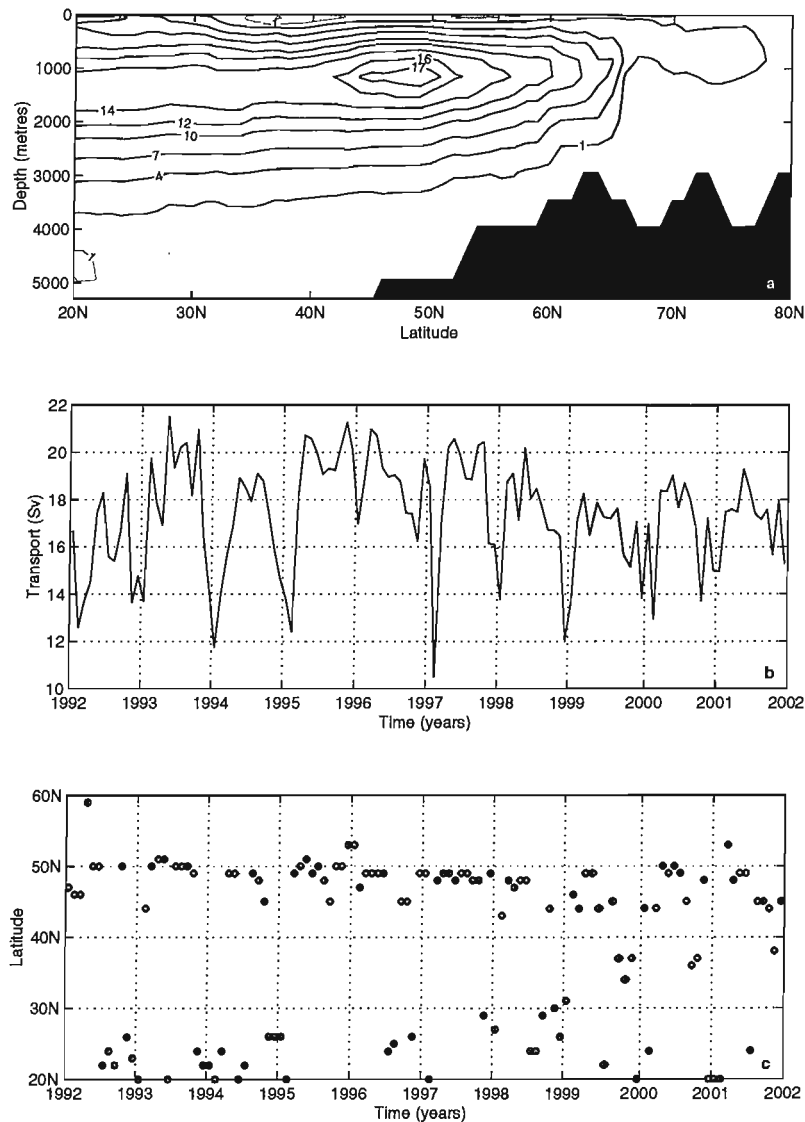 0
1000
2000
3000
4000
5000
Depth (metres)
16
17
14
12
10
7
4
1
a
20N 30N 40N 50N 60N 70N 80N
Latitude
22
20
18
16
14
12
10
Transport (Sv)
b
1992 1993 1994 1995 1996 1997 1998 1999 2000 2001 2002
Time (years)
60N
50N
40N
30N
20N
Latitude
c
1992 1993 1994 1995 1996 1997 1998 1999 2000 2001 2002
Time (years)